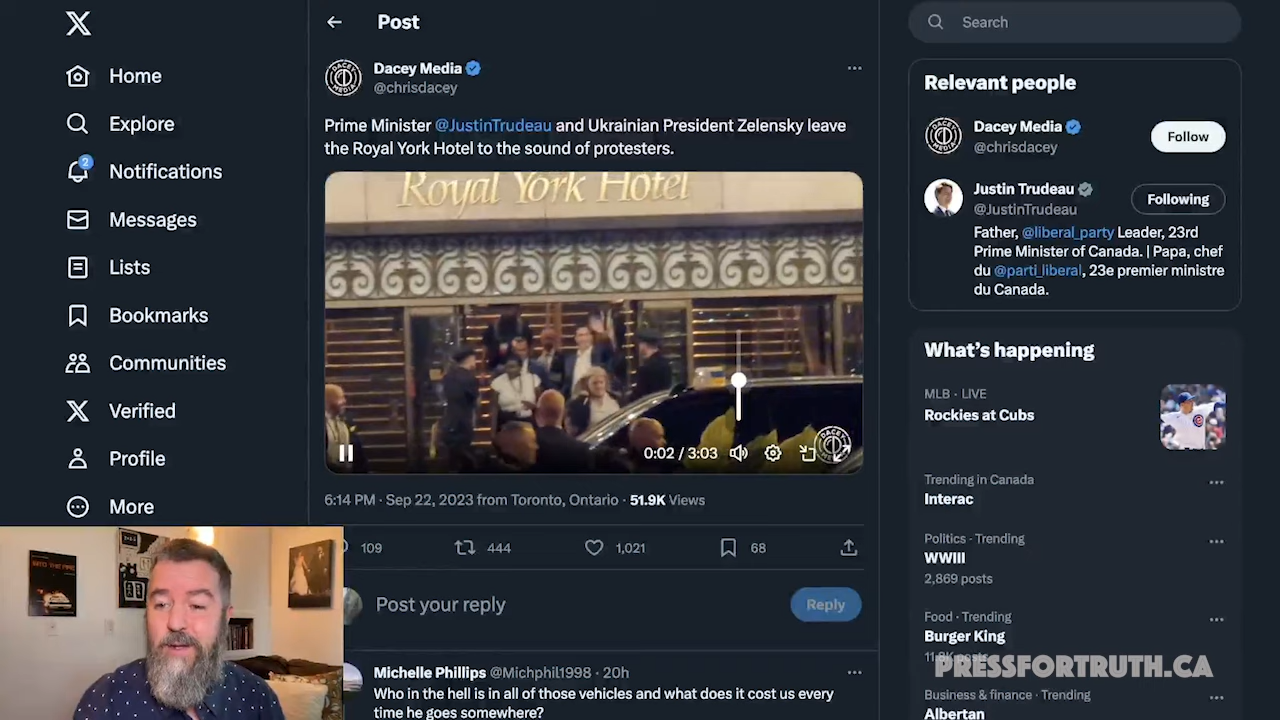 Home
Explore
2
Notifications
Messages
Lists
Bookmarks
Communities
Verified
Profile
More
Post
Dacey Media
@chrisdacey
Prime Minister @JustinTrudeau and Ukrainian President Zelensky leave
the Royal York Hotel to the sound of protesters.
Royal York Hotel
0:02 / 3:03
DACEY
MEDIA
6:14 PM · Sep 22, 2023 from Toronto, Ontario · 51.9K Views
109
444
1,021
68
Post your reply
Reply
Michelle Phillips @Michphil1998 · 20h
Who in the hell is in all of those vehicles and what does it cost us every
time he goes somewhere?
Search
Relevant people
Dacey Media
@chrisdacey
Follow
Justin Trudeau
@JustinTrudeau
Following
Father, @liberal_party Leader, 23rd
Prime Minister of Canada. | Papa, chef
du @parti_liberal, 23e premier ministre
du Canada.
What's happening
MLB · LIVE
Rockies at Cubs
Trending in Canada
Interac
Politics · Trending
WWIII
2,869 posts
Food · Trending
Burger King
PRESSFORTRUTH.CA
Business & finance · Trending
Albertan
INTO THE FIRE